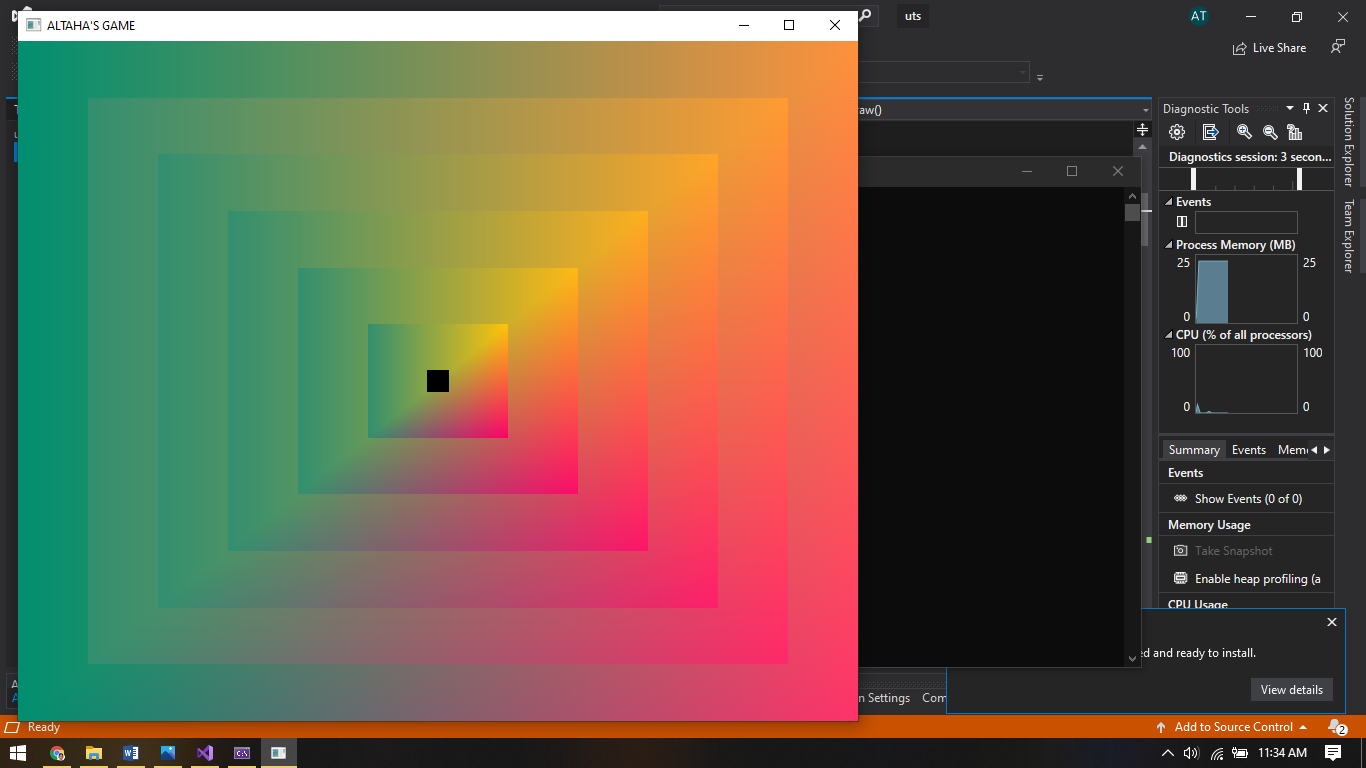 ALTAHA'S GAME
uts
AT
Live Share
raw()
Diagnostic Tools
Diagnostics session: 3 secon...
Events
Process Memory (MB)
25 25
0 0
CPU (% of all processors)
100 100
0 0
Summary Events Mem
Events
Show Events (0 of 0)
Memory Usage
Take Snapshot
Enable heap profiling (a
CPU Usage
Solution Explorer
Team Explorer
ed and ready to install.
View details
n Settings Com
Ready
Add to Source Control
2
11:34 AM